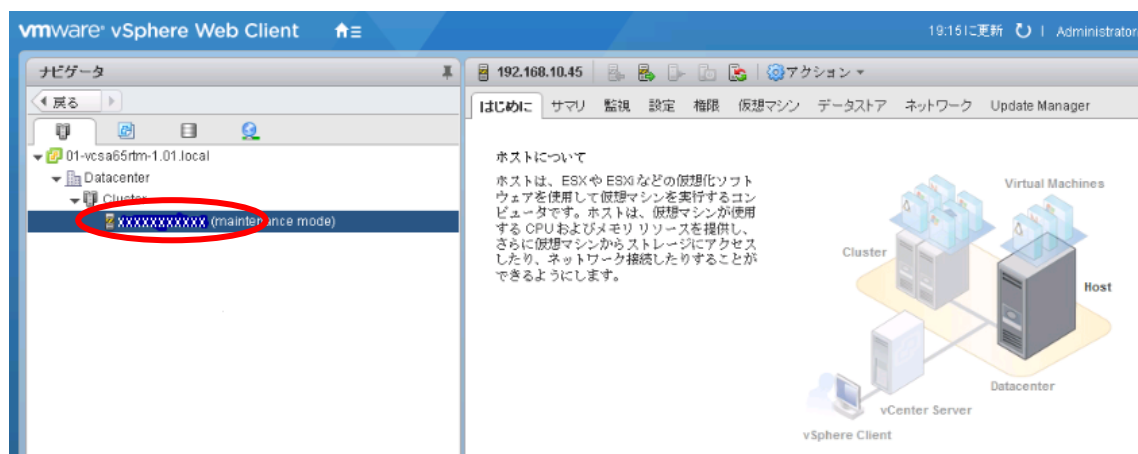 vmware® vSphere Web Client
19:15に更新 | Administrator
ナビゲータ
戻る
01-vcsa65rtm-1.01.local
Datacenter
Cluster
xxxxxxxxxxx (maintenance mode)
192.168.10.45 アクション
はじめに サマリ 監視 設定 権限 仮想マシン データストア ネットワーク Update Manager
ホストについて
ホストは、ESX や ESXi などの仮想化ソフト
ウェアを使用して仮想マシンを実行するコン
ピュータです。ホストは、仮想マシンが使用
する CPU およびメモリ リソースを提供し、
さらに仮想マシンからストレージにアクセス
したり、ネットワーク接続したりすることが
できるようにします。
Virtual Machines
Cluster
Host
Datacenter
vCenter Server
vSphere Client